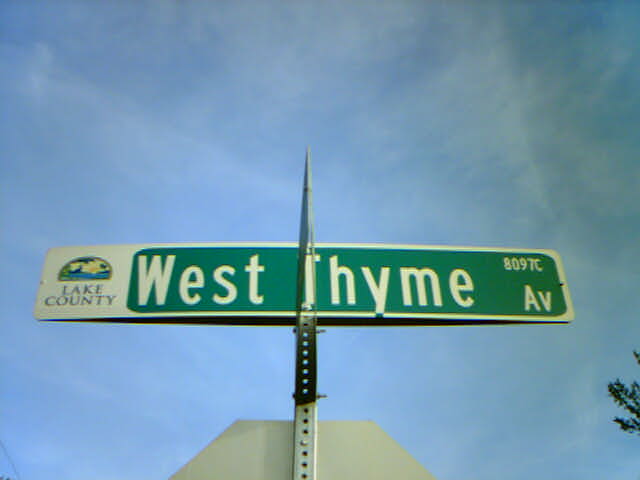 LAKE
COUNTY
West Thyme
8097C
Av